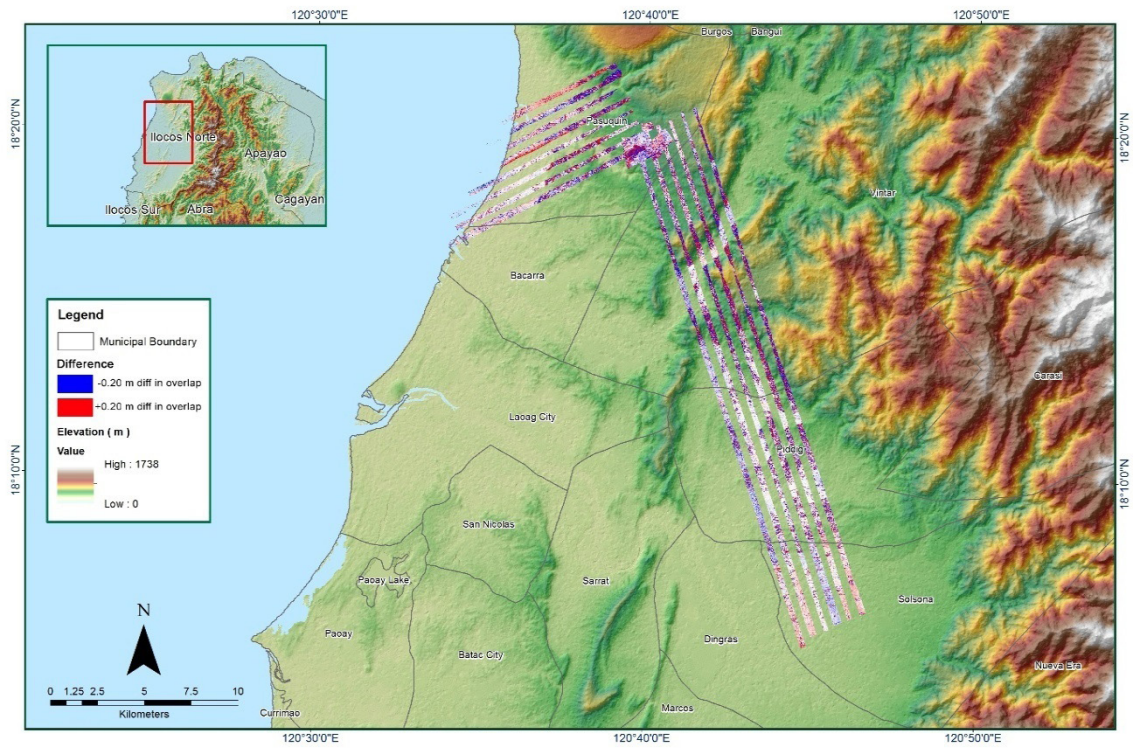 120°30'0"E
120°40'0"E
120°50'0"E
Burgos
Bangui
18°20'0"N
18°20'0"N
Pasuquin
Ilocos Norte
Apayao
Cagayan
Ilocos Sur
Abra
Vintar
Bacarra
Legend
Municipal Boundary
Difference
-0.20 m diff in overlap
+0.20 m diff in overlap
Elevation ( m )
Value
High : 1738
Low : 0
Carasi
Laoag City
Piddig
18°10'0"N
18°10'0"N
San Nicolas
Paoay Lake
Sarrat
Solsona
N
Paoay
Batac City
Dingras
Nueva Era
0 1.25 2.5 5 7.5 10
Kilometers
Currimao
Marcos
120°30'0"E
120°40'0"E
120°50'0"E